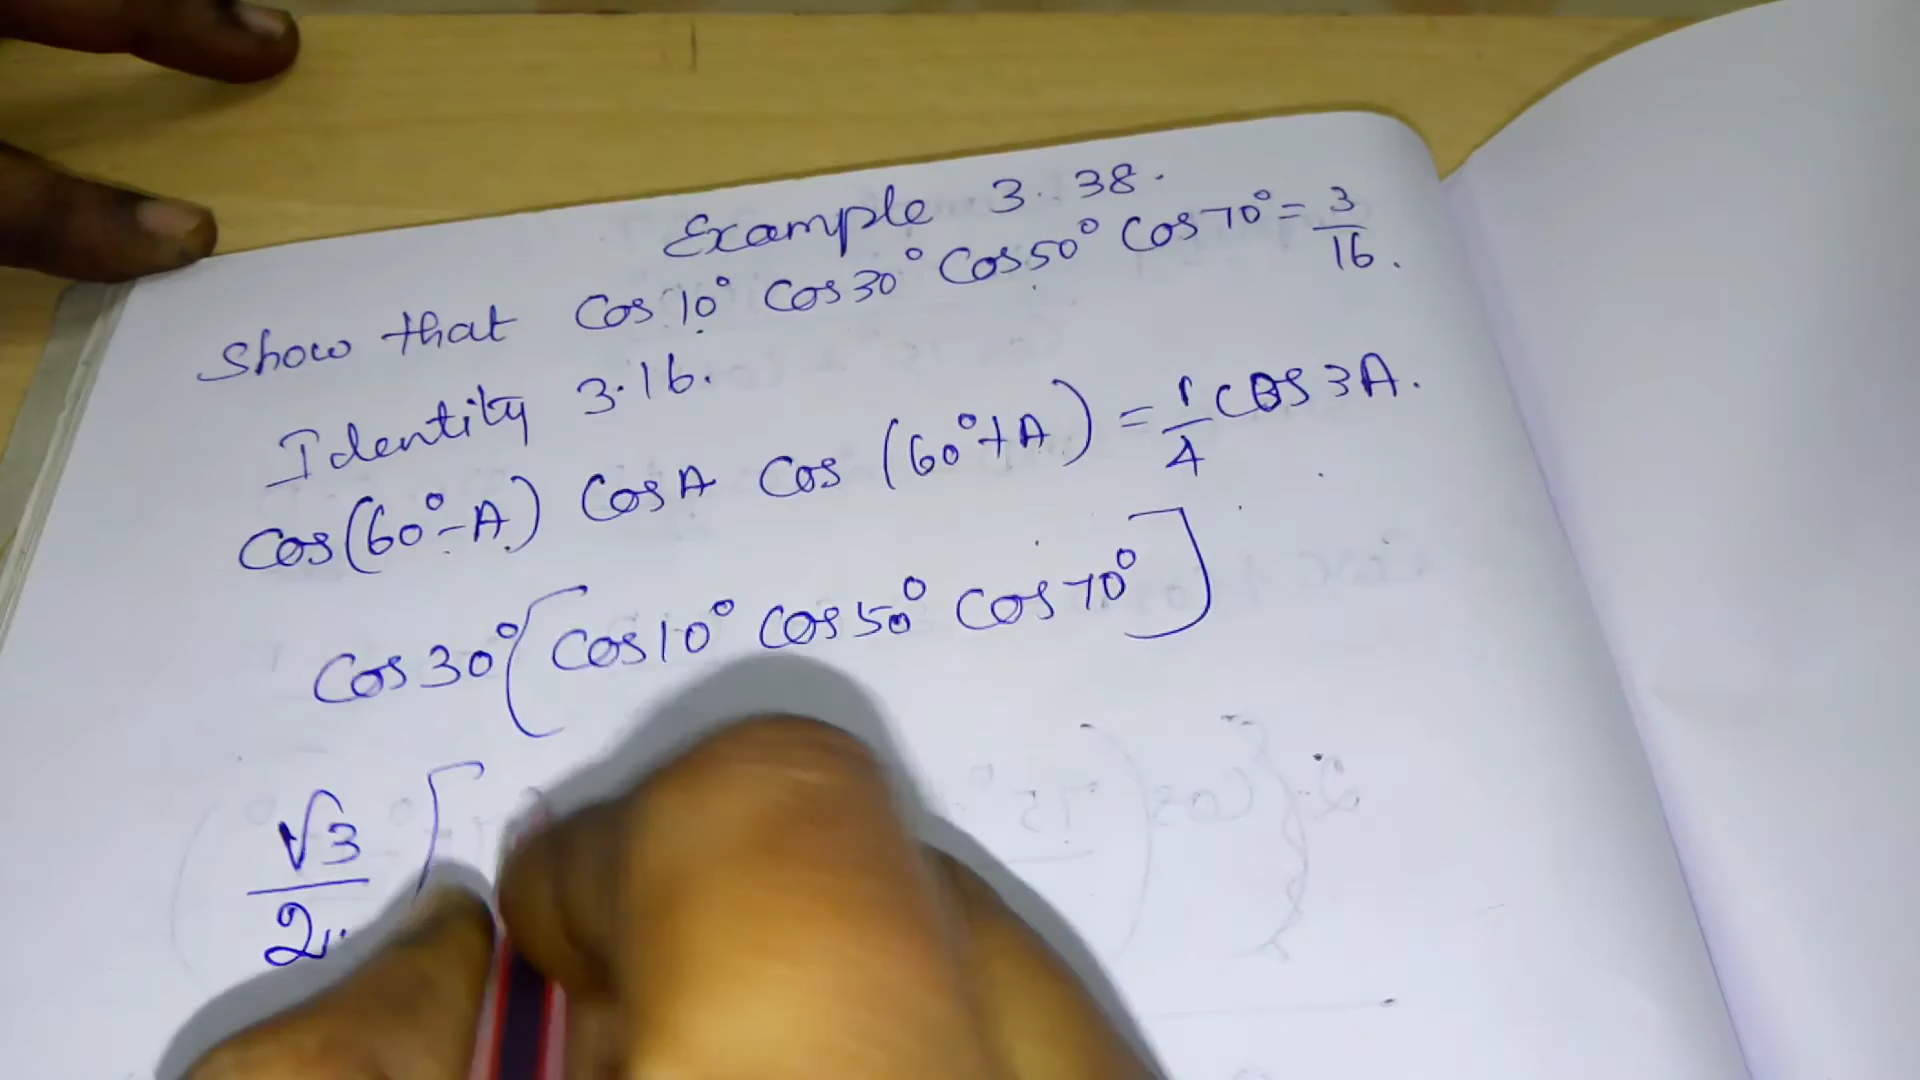 Example 3.38.
Show that Cos 10° Cos 30° Cos 50° Cos 70° = 3/16.
Identity 3.16.
Cos(60°-A) Cos A Cos (60°+A) = 1/4 Cos 3A.
Cos 30° [Cos 10° Cos 50° Cos 70°]
√3/2 [